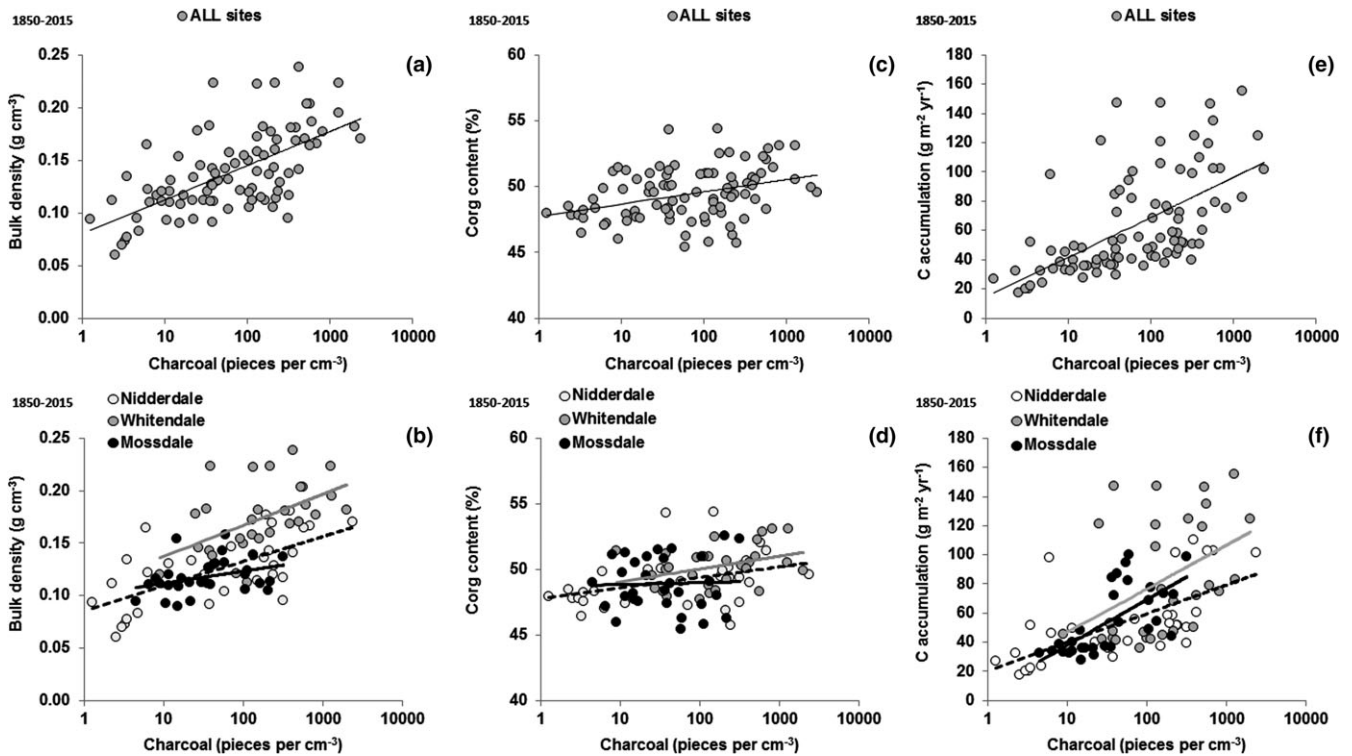 1850-2015
ALL sites
(a)
Bulk density (g cm⁻³)
0.25
0.20
0.15
0.10
0.05
0.00
1 10 100 1000 10000
Charcoal (pieces per cm⁻³)
1850-2015
ALL sites
(c)
Corg content (%)
60
55
50
45
40
1 10 100 1000 10000
Charcoal (pieces per cm⁻³)
1850-2015
ALL sites
(e)
C accumulation (g m⁻² yr⁻¹)
180
160
140
120
100
80
60
40
20
0
1 10 100 1000 10000
Charcoal (pieces per cm⁻³)
1850-2015
Nidderdale
Whitendale
Mossdale
(b)
Bulk density (g cm⁻³)
0.25
0.20
0.15
0.10
0.05
0.00
1 10 100 1000 10000
Charcoal (pieces per cm⁻³)
1850-2015
Nidderdale
Whitendale
Mossdale
(d)
Corg content (%)
60
55
50
45
40
1 10 100 1000 10000
Charcoal (pieces per cm⁻³)
1850-2015
Nidderdale
Whitendale
Mossdale
(f)
C accumulation (g m⁻² yr⁻¹)
180
160
140
120
100
80
60
40
20
0
1 10 100 1000 10000
Charcoal (pieces per cm⁻³)